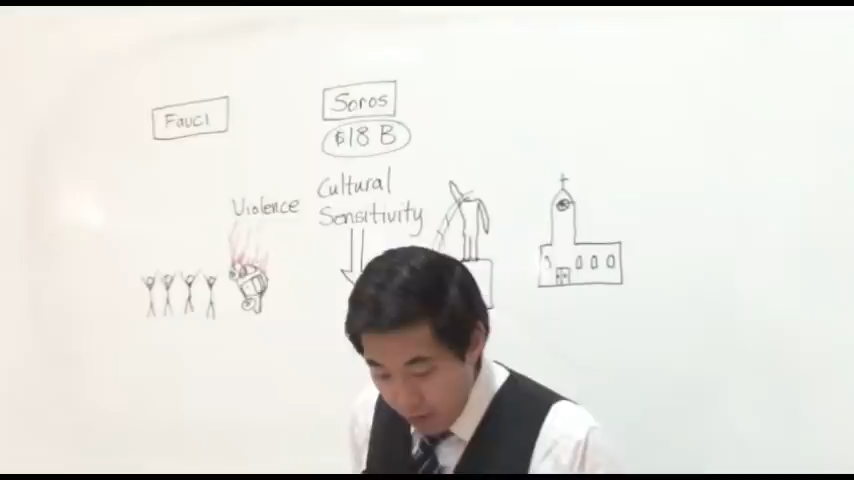 Fauci
Soros
$18 B
Violence
Cultural
Sensitivity